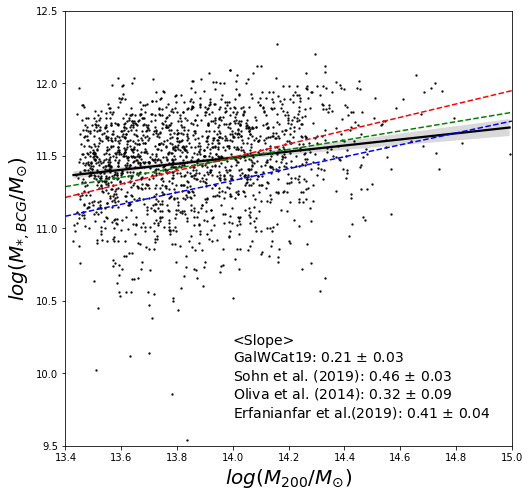 12.5
12.0
11.5
11.0
10.5
10.0
9.5
log(M*, BCG/M⊙)
<Slope>
GalWCat19: 0.21 ± 0.03
Sohn et al. (2019): 0.46 ± 0.03
Oliva et al. (2014): 0.32 ± 0.09
Erfanianfar et al.(2019): 0.41 ± 0.04
13.4 13.6 13.8 14.0 14.2 14.4 14.6 14.8 15.0
log(M200/M⊙)